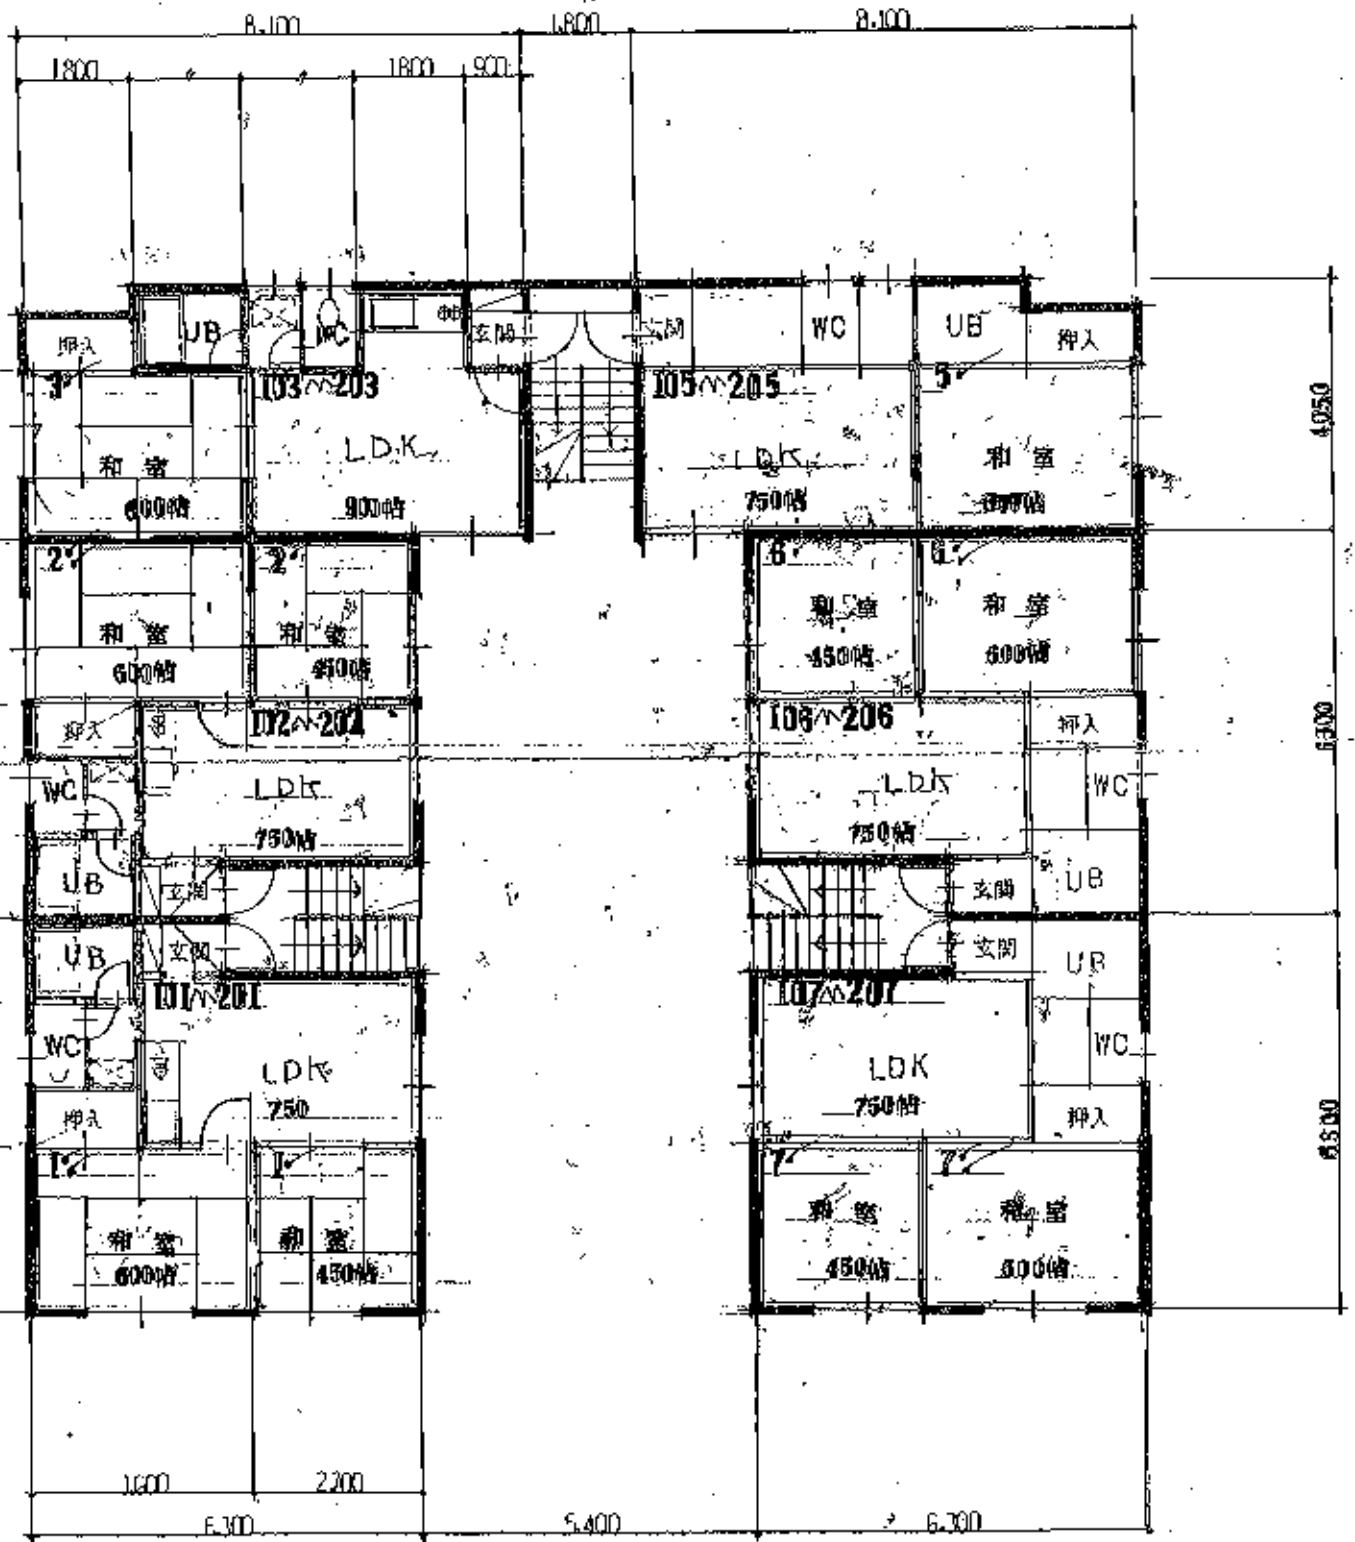 8.100 1.800 8.100
1800 1800 900
押入 UB WC 玄関 玄関 WC UB 押入
3 103~203 105~205 5
LDK LDK
和室 和室
600帖 900帖 750帖
4050
2 2 6 6
和室 和室 和室 和室
600帖 450帖 450帖 600帖
102~202 106~206
押入 押入
6300
WC LDK LDK WC
750帖 750帖
UB 玄関 玄関 UB
UB 玄関 玄関 UB
101~201 107~207
WC LDK LDK WC
750 750帖
押入 押入
6300
1 1 7 7
和室 和室 和室 和室
600帖 450帖 450帖 600帖
6.300 5.400 6.300